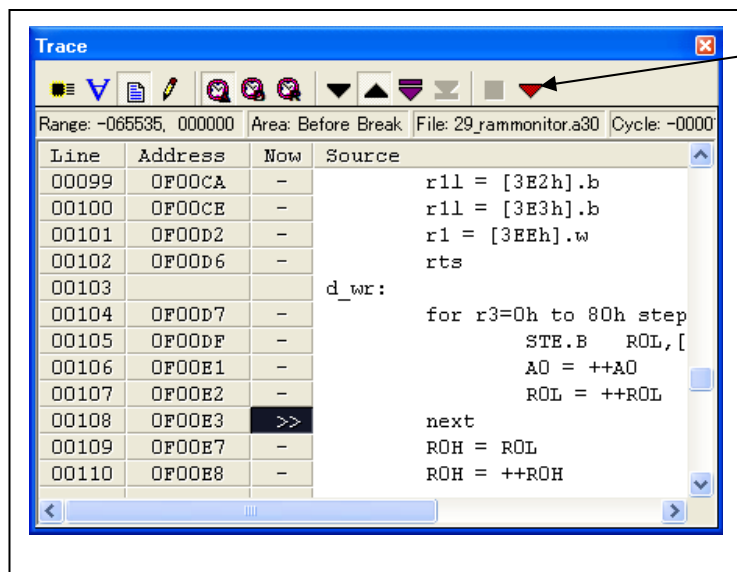 Trace
Range: -065535, 000000 Area: Before Break File: 29_rammonitor.a30 Cycle: -0000
Line Address Now Source
00099 0F00CA - r1l = [3E2h].b
00100 0F00CE - r1l = [3E3h].b
00101 0F00D2 - r1 = [3EEh].w
00102 0F00D6 - rts
00103 d_wr:
00104 0F00D7 - for r3=0h to 80h step
00105 0F00DF - STE.B R0L,[
00106 0F00E1 - A0 = ++A0
00107 0F00E2 - R0L = ++R0L
00108 0F00E3 >> next
00109 0F00E7 - R0H = R0L
00110 0F00E8 - R0H = ++R0H